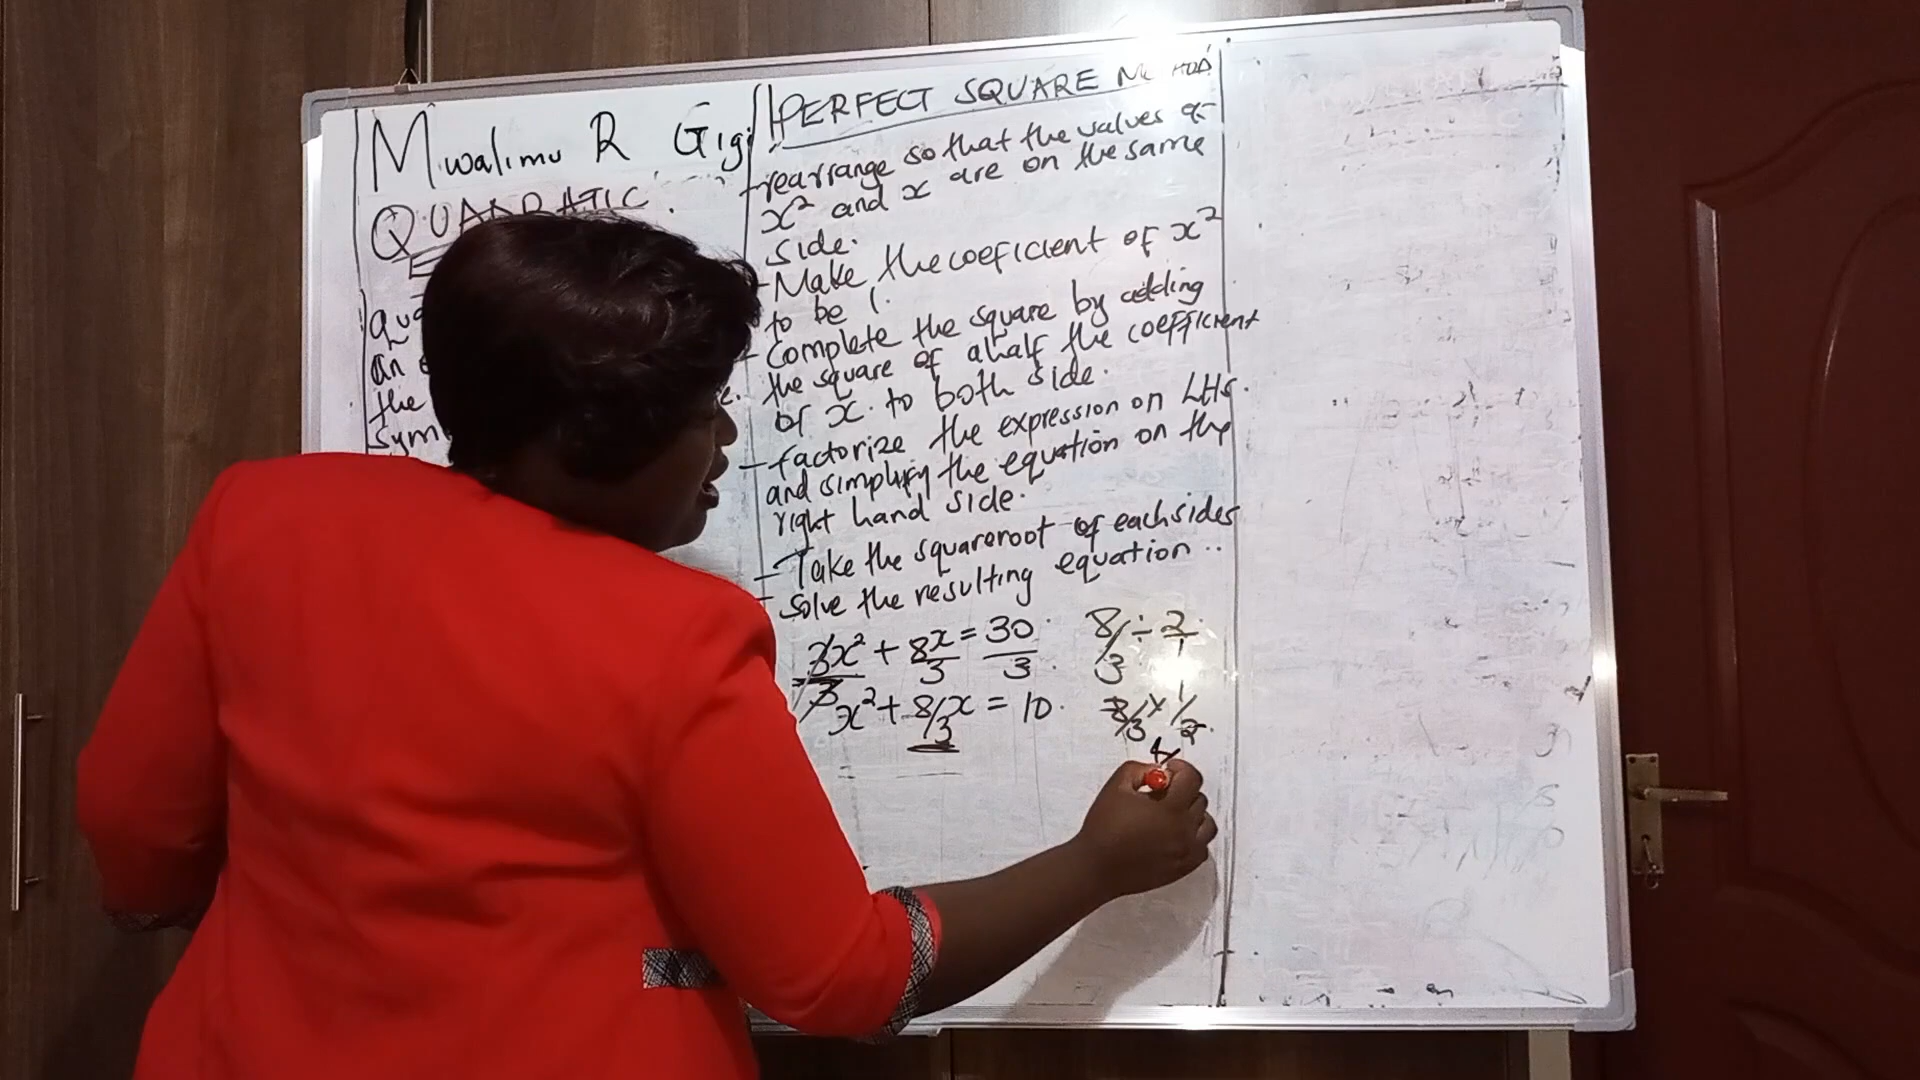 Mwalimu R Gigi
QUADRATIC
the
sym
PERFECT SQUARE
- rearrange so that the values of
x² and x are on the same
side.
- Make the coeficient of x²
to be 1.
- Complete the square by adding
the square of a half the coefficient
of x. to both side.
- factorize the expression on LHS.
and simplify the equation on the
right hand side.
- Take the squareroot of each sides
- Solve the resulting equation..
3x²/3 + 8x/3 = 30/3
x² + 8/3x = 10
8/3 ÷ 2/1
8/3 x 1/2
4